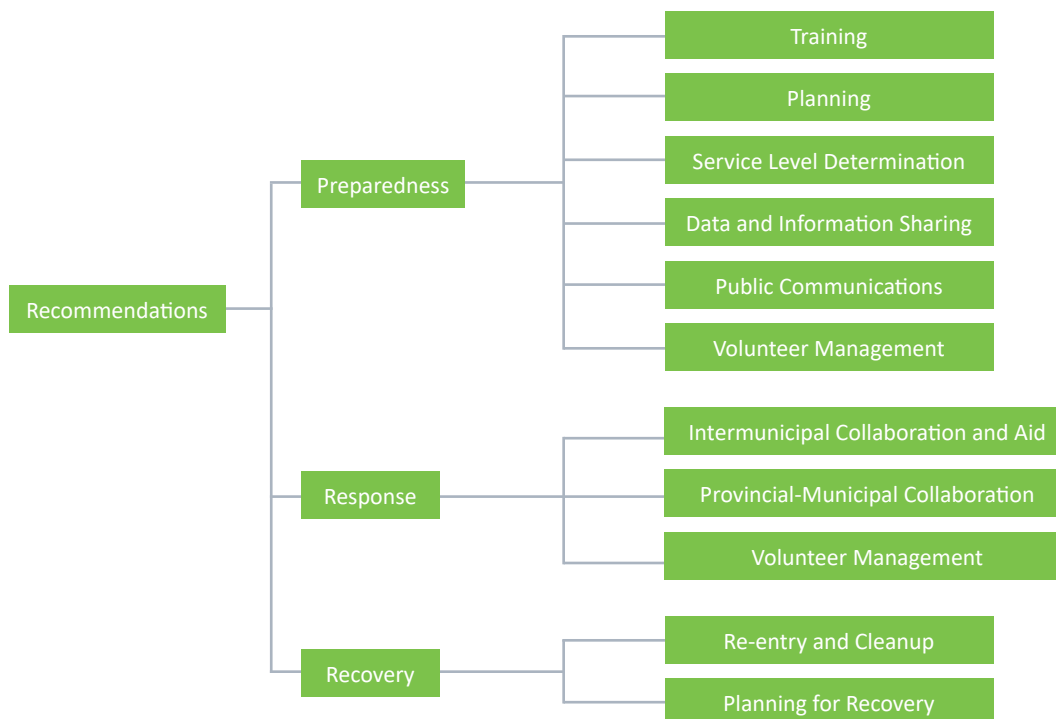 Recommendations
Preparedness
Training
Planning
Service Level Determination
Data and Information Sharing
Public Communications
Volunteer Management
Response
Intermunicipal Collaboration and Aid
Provincial-Municipal Collaboration
Volunteer Management
Recovery
Re-entry and Cleanup
Planning for Recovery